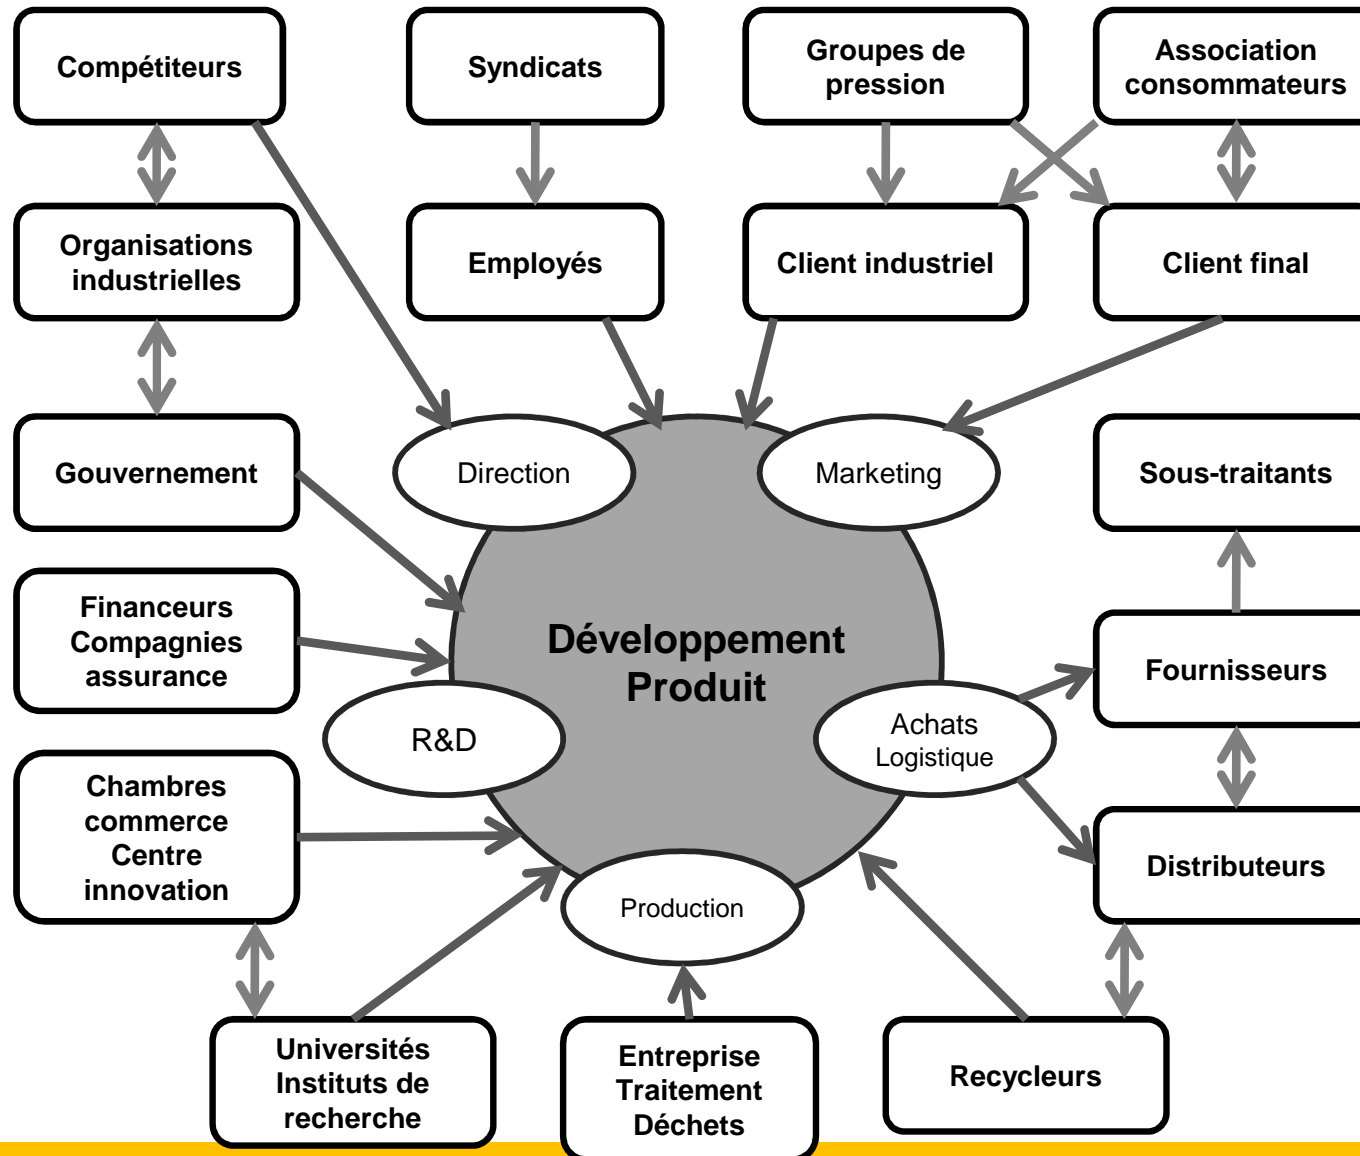 Compétiteurs
Syndicats
Groupes de
pression
Association
consommateurs
Organisations
industrielles
Employés
Client industriel
Client final
Gouvernement
Direction
Marketing
Sous-traitants
Financeurs
Compagnies
assurance
Développement
Produit
Fournisseurs
R&D
Achats
Logistique
Chambres
commerce
Centre
innovation
Production
Distributeurs
Universités
Instituts de
recherche
Entreprise
Traitement
Déchets
Recycleurs